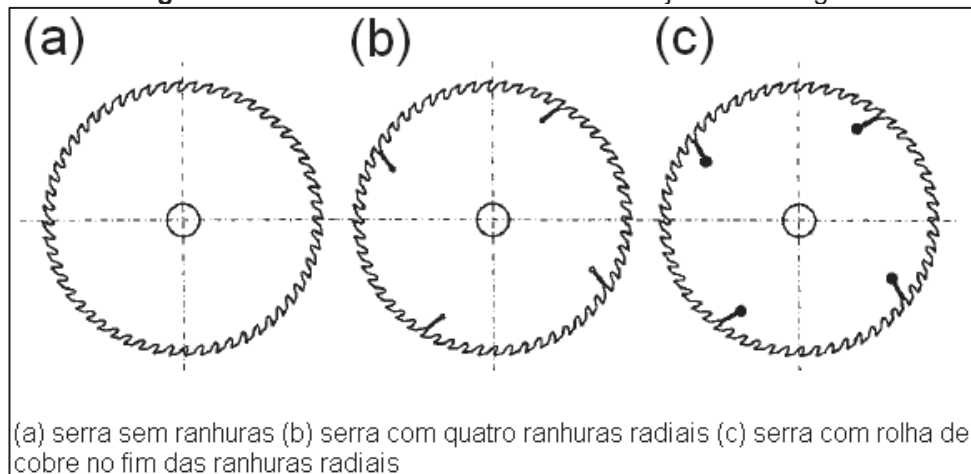 (a) (b) (c)
(a) serra sem ranhuras (b) serra com quatro ranhuras radiais (c) serra com rolha de
cobre no fim das ranhuras radiais